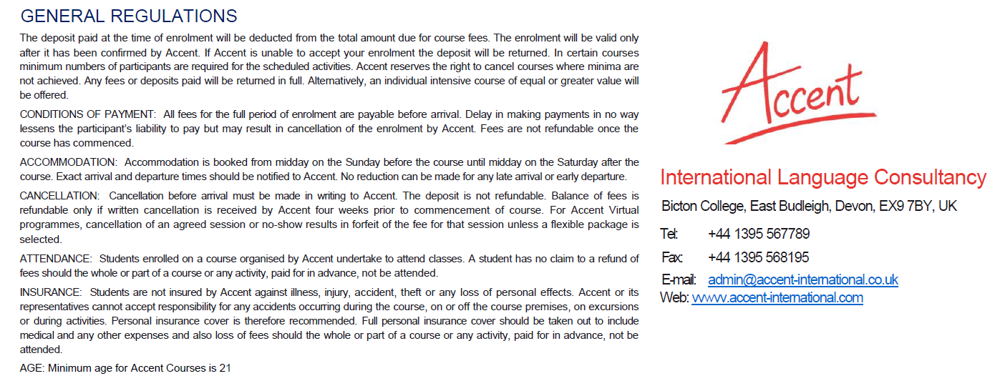 GENERAL REGULATIONS
The deposit paid at the time of enrolment will be deducted from the total amount due for course fees. The enrolment will be valid only
after it has been confirmed by Accent. If Accent is unable to accept your enrolment the deposit will be returned. In certain courses
minimum numbers of participants are required for the scheduled activities. Accent reserves the right to cancel courses where minima are
not achieved. Any fees or deposits paid will be returned in full. Alternatively, an individual intensive course of equal or greater value will
be offered.
CONDITIONS OF PAYMENT: All fees for the full period of enrolment are payable before arrival. Delay in making payments in no way
lessens the participant's liability to pay but may result in cancellation of the enrolment by Accent. Fees are not refundable once the
course has commenced.
ACCOMMODATION: Accommodation is booked from midday on the Sunday before the course until midday on the Saturday after the
course. Exact arrival and departure times should be notified to Accent. No reduction can be made for any late arrival or early departure.
CANCELLATION: Cancellation before arrival must be made in writing to Accent. The deposit is not refundable. Balance of fees is
refundable only if written cancellation is received by Accent four weeks prior to commencement of course. For Accent Virtual
programmes, cancellation of an agreed session or no-show results in forfeit of the fee for that session unless a flexible package is
selected.
ATTENDANCE: Students enrolled on a course organised by Accent undertake to attend classes. A student has no claim to a refund of
fees should the whole or part of a course or any activity, paid for in advance, not be attended.
INSURANCE: Students are not insured by Accent against illness, injury, accident, theft or any loss of personal effects. Accent or its
representatives cannot accept responsibility for any accidents occurring during the course, on or off the course premises, on excursions
or during activities. Personal insurance cover is therefore recommended. Full personal insurance cover should be taken out to include
medical and any other expenses and also loss of fees should the whole or part of a course or any activity, paid for in advance, not be
attended.
AGE: Minimum age for Accent Courses is 21
Accent
International Language Consultancy
Bicton College, East Budleigh, Devon, EX9 7BY, UK
Tel: +44 1395 567789
Fax: +44 1395 568195
E-mail: admin@accent-international.co.uk
Web: www.accent-international.com